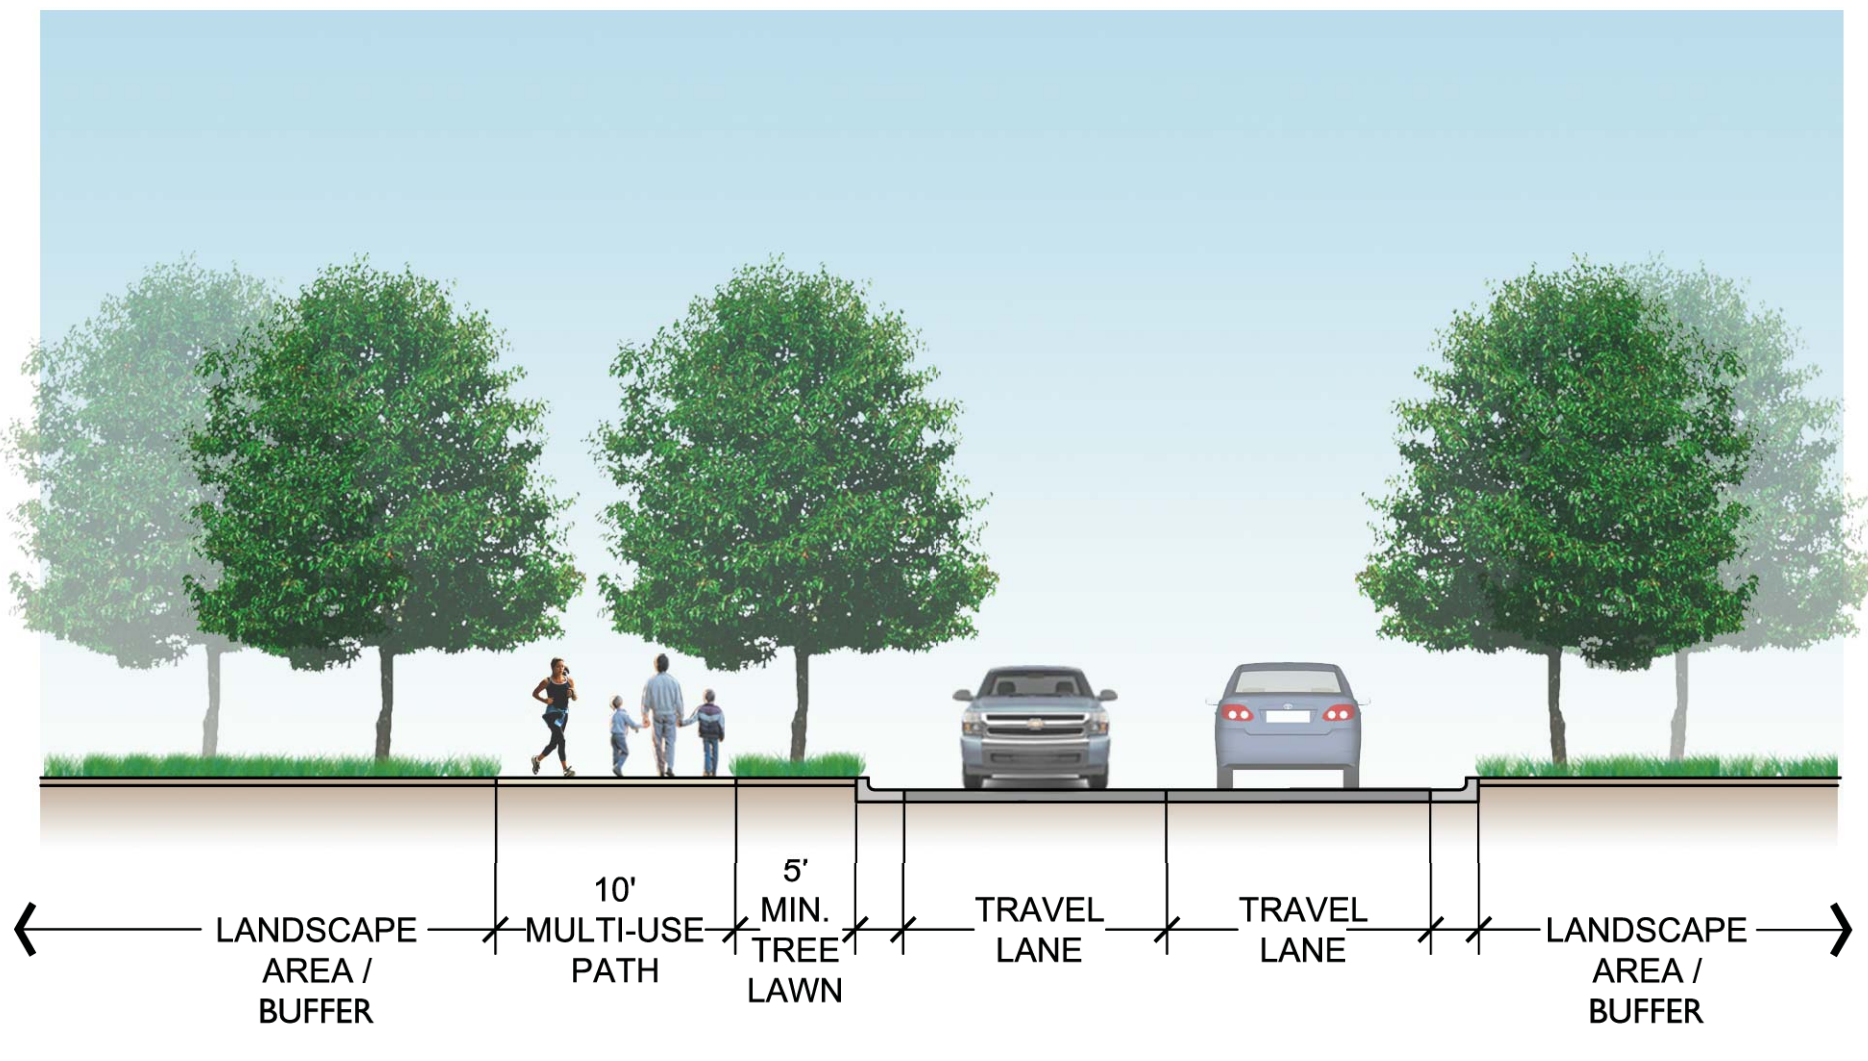 LANDSCAPE
AREA /
BUFFER
10'
MULTI-USE
PATH
5'
MIN.
TREE
LAWN
TRAVEL
LANE
TRAVEL
LANE
LANDSCAPE
AREA /
BUFFER